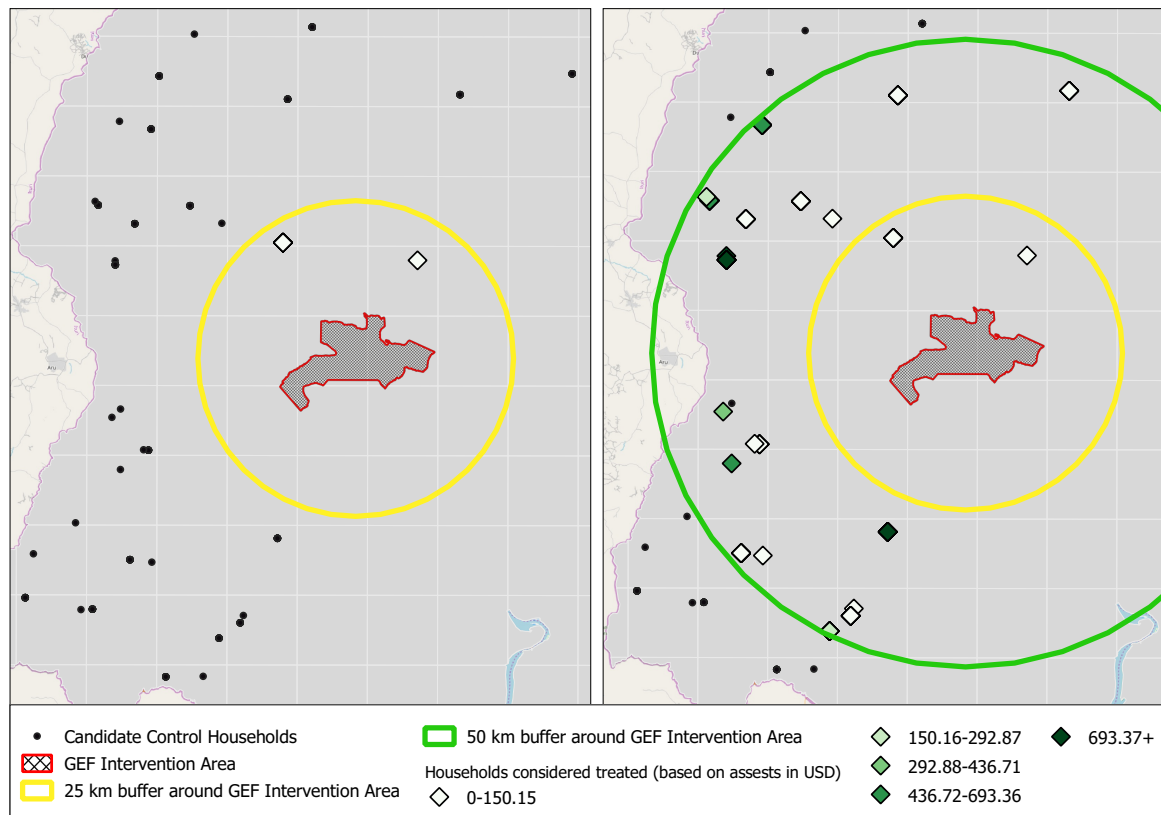 Aru
Aru
Candidate Control Households
GEF Intervention Area
25 km buffer around GEF Intervention Area
50 km buffer around GEF Intervention Area
Households considered treated (based on assests in USD)
0-150.15
150.16-292.87
292.88-436.71
436.72-693.36
693.37+